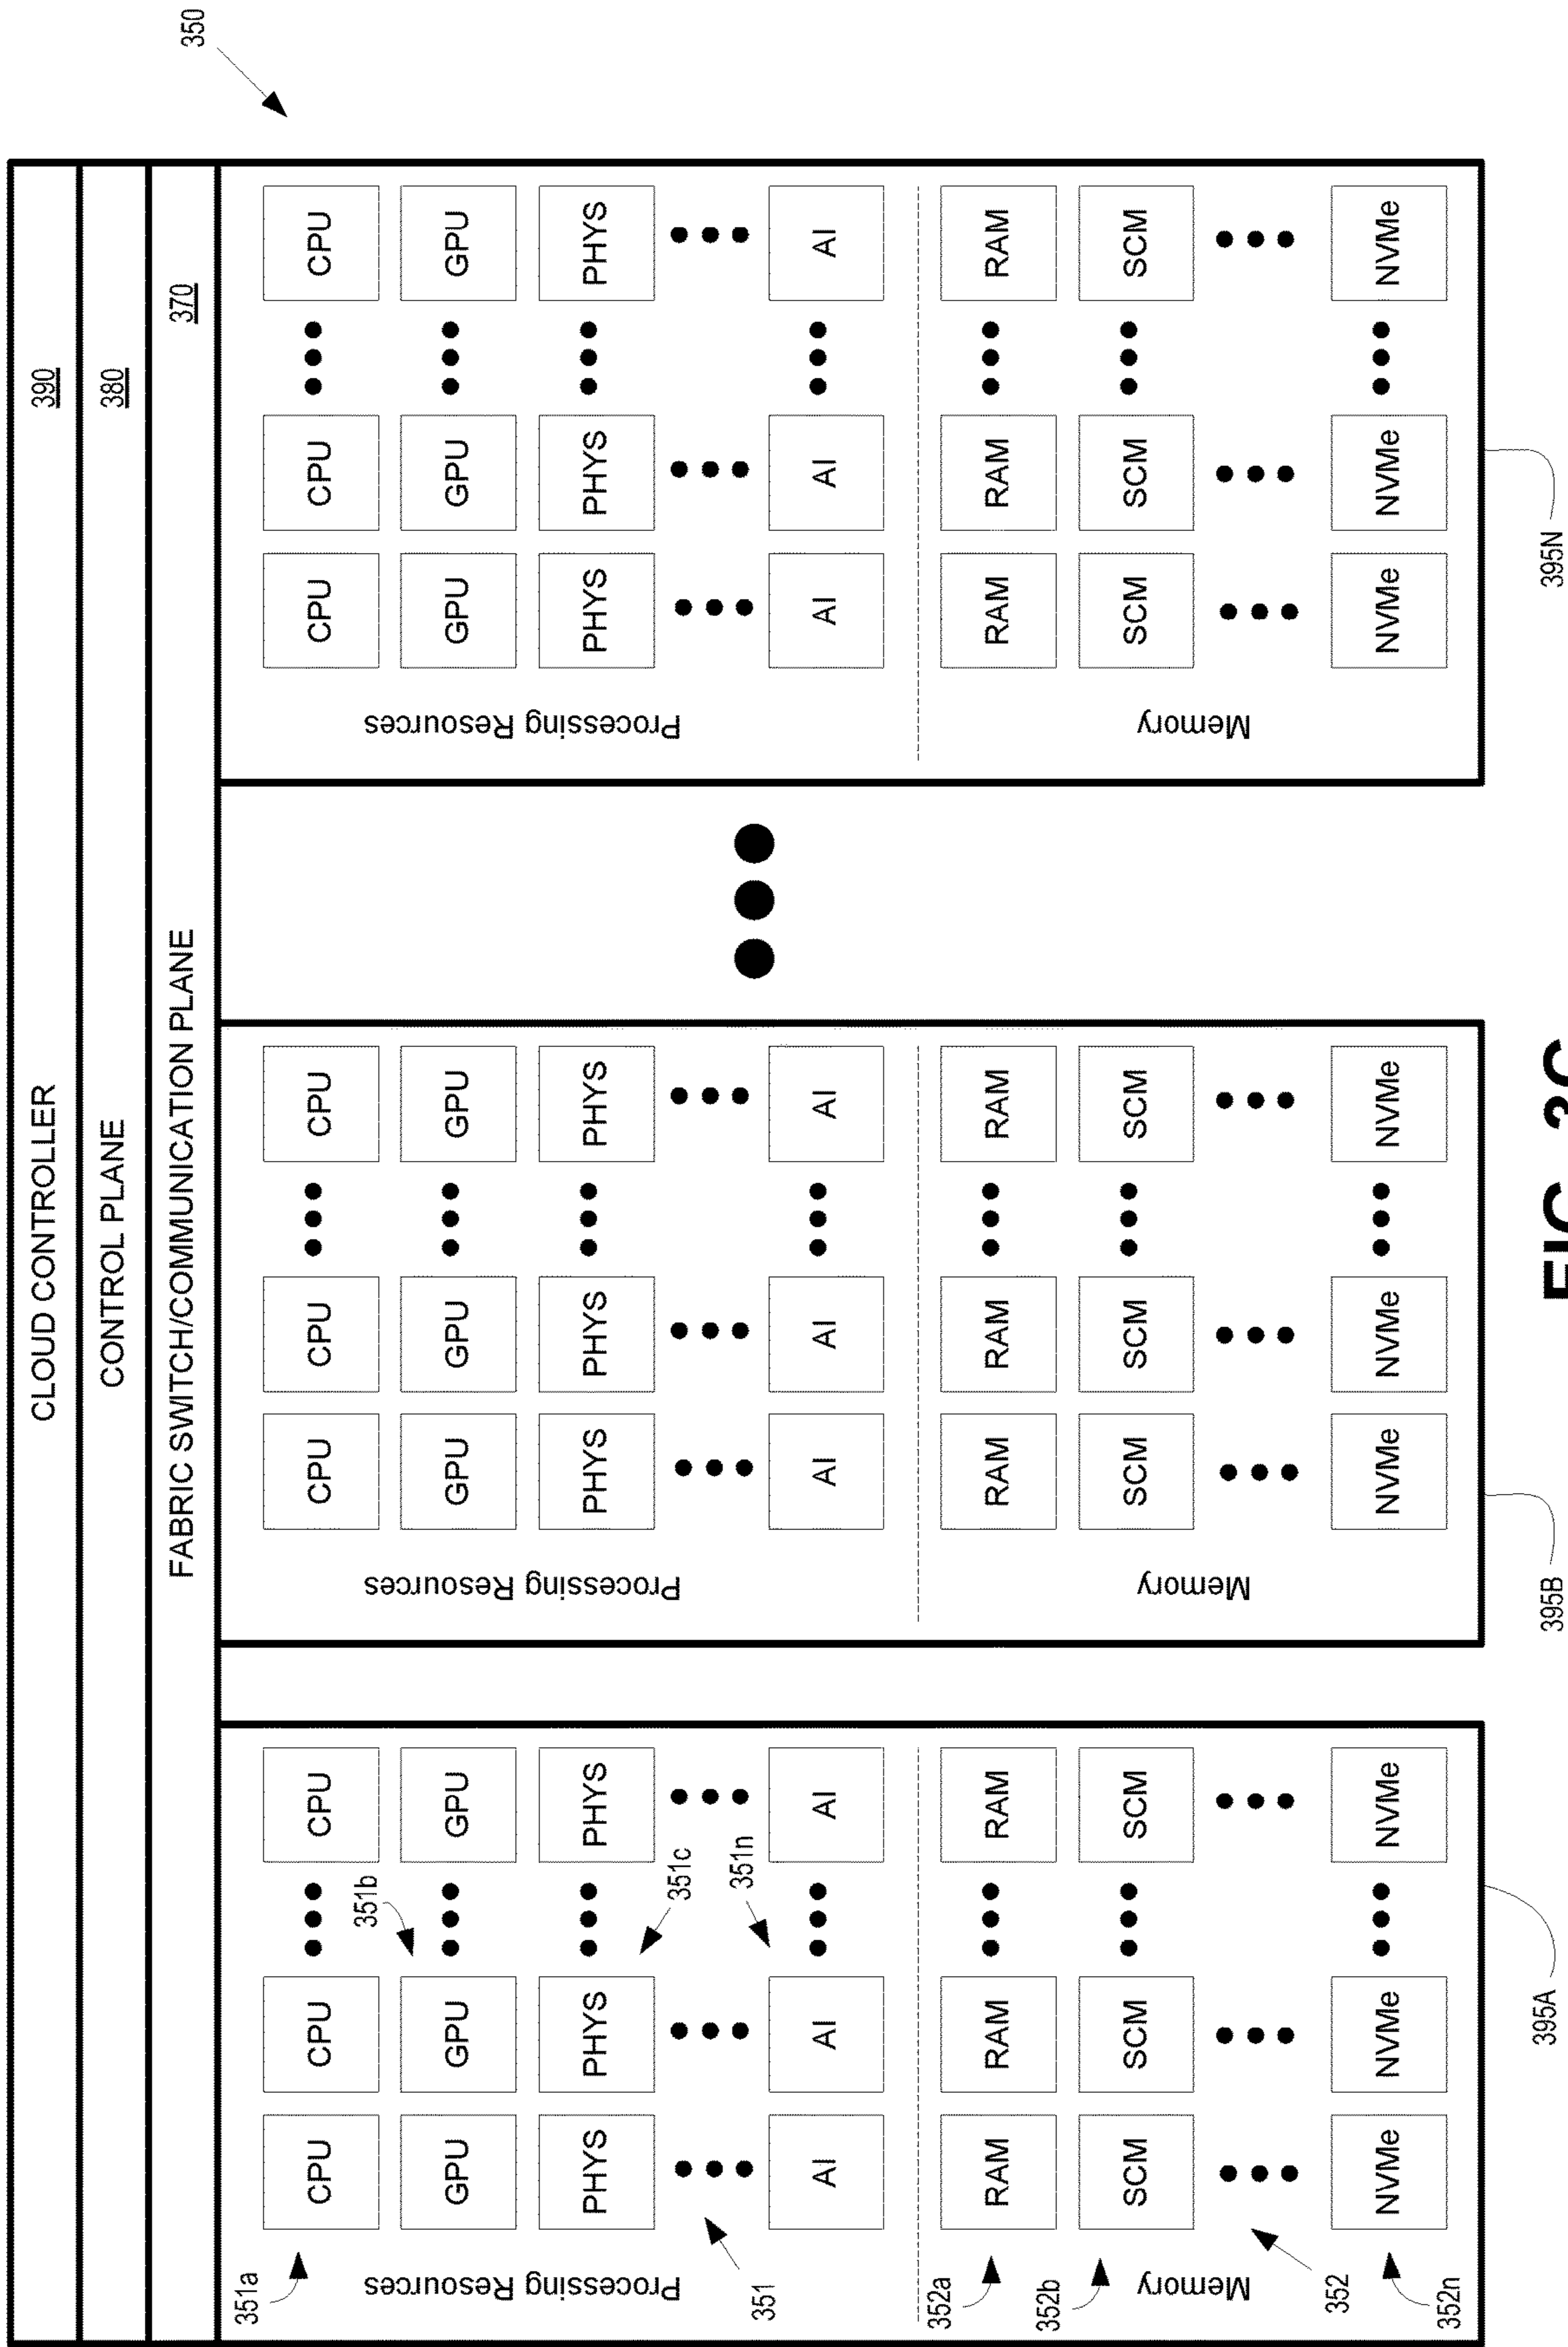 350
CLOUD CONTROLLER 390
CONTROL PLANE 380
FABRIC SWITCH/COMMUNICATION PLANE 370
351a
Processing Resources
CPU CPU CPU
351b
GPU GPU GPU
PHYS PHYS PHYS
351c
351
351n
AI AI AI
352a
Memory
RAM RAM RAM
352b
SCM SCM SCM
352
352n
NVMe NVMe NVMe
395A
Processing Resources
CPU CPU CPU
GPU GPU GPU
PHYS PHYS PHYS
AI AI AI
Memory
RAM RAM RAM
SCM SCM SCM
NVMe NVMe NVMe
395B
Processing Resources
CPU CPU CPU
GPU GPU GPU
PHYS PHYS PHYS
AI AI AI
Memory
RAM RAM RAM
SCM SCM SCM
NVMe NVMe NVMe
395N